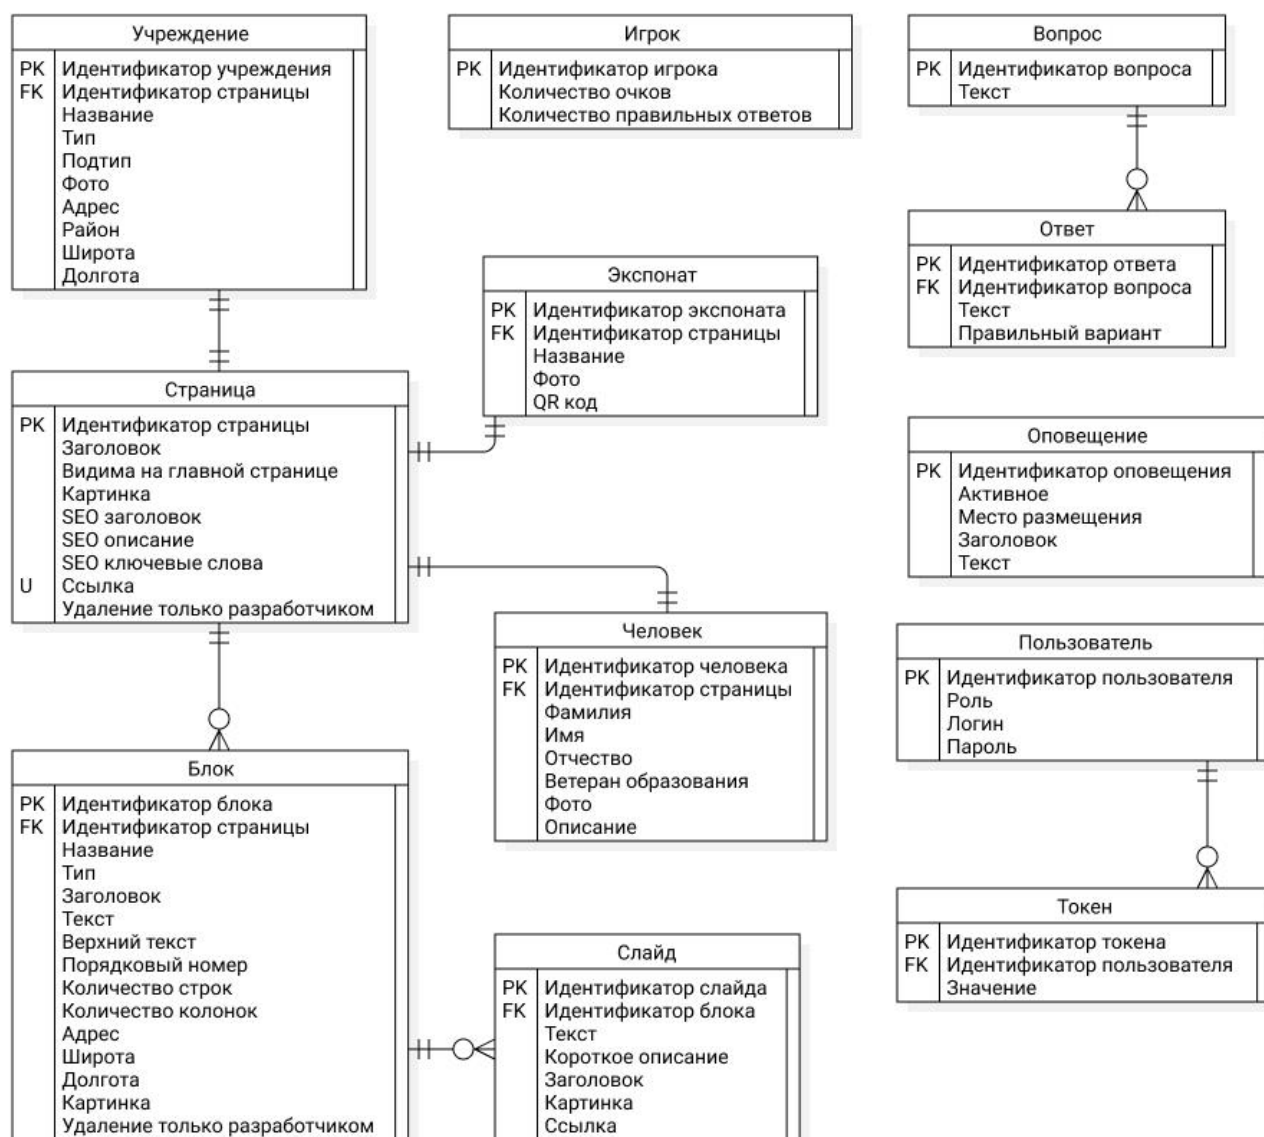 Учреждение
PK Идентификатор учреждения
FK Идентификатор страницы
Название
Тип
Подтип
Фото
Адрес
Район
Широта
Долгота
Игрок
PK Идентификатор игрока
Количество очков
Количество правильных ответов
Вопрос
PK Идентификатор вопроса
Текст
Ответ
PK Идентификатор ответа
FK Идентификатор вопроса
Текст
Правильный вариант
Экспонат
PK Идентификатор экспоната
FK Идентификатор страницы
Название
Фото
QR код
Страница
PK Идентификатор страницы
Заголовок
Видима на главной странице
Картинка
SEO заголовок
SEO описание
SEO ключевые слова
U Ссылка
Удаление только разработчиком
Оповещение
PK Идентификатор оповещения
Активное
Место размещения
Заголовок
Текст
Человек
PK Идентификатор человека
FK Идентификатор страницы
Фамилия
Имя
Отчество
Ветеран образования
Фото
Описание
Пользователь
PK Идентификатор пользователя
Роль
Логин
Пароль
Блок
PK Идентификатор блока
FK Идентификатор страницы
Название
Тип
Заголовок
Текст
Верхний текст
Порядковый номер
Количество строк
Количество колонок
Адрес
Широта
Долгота
Картинка
Удаление только разработчиком
Слайд
PK Идентификатор слайда
FK Идентификатор блока
Текст
Короткое описание
Заголовок
Картинка
Ссылка
Токен
PK Идентификатор токена
FK Идентификатор пользователя
Значение